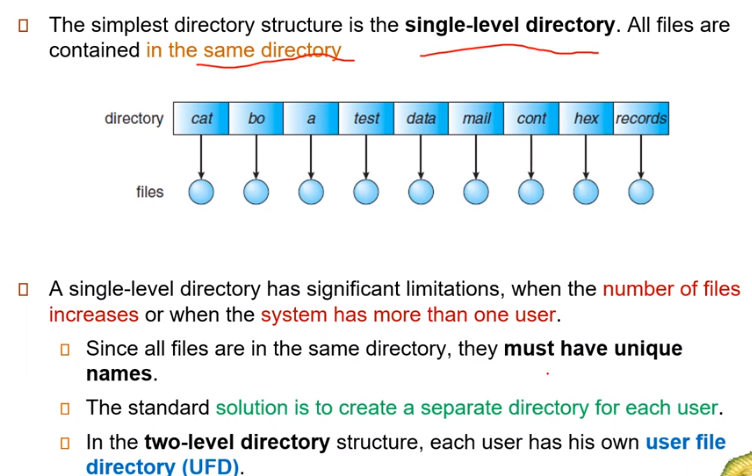 The simplest directory structure is the single-level directory. All files are
contained in the same directory
directory cat bo a test data mail cont hex records
files
A single-level directory has significant limitations, when the number of files
increases or when the system has more than one user.
Since all files are in the same directory, they must have unique
names.
The standard solution is to create a separate directory for each user.
In the two-level directory structure, each user has his own user file
directory (UFD).